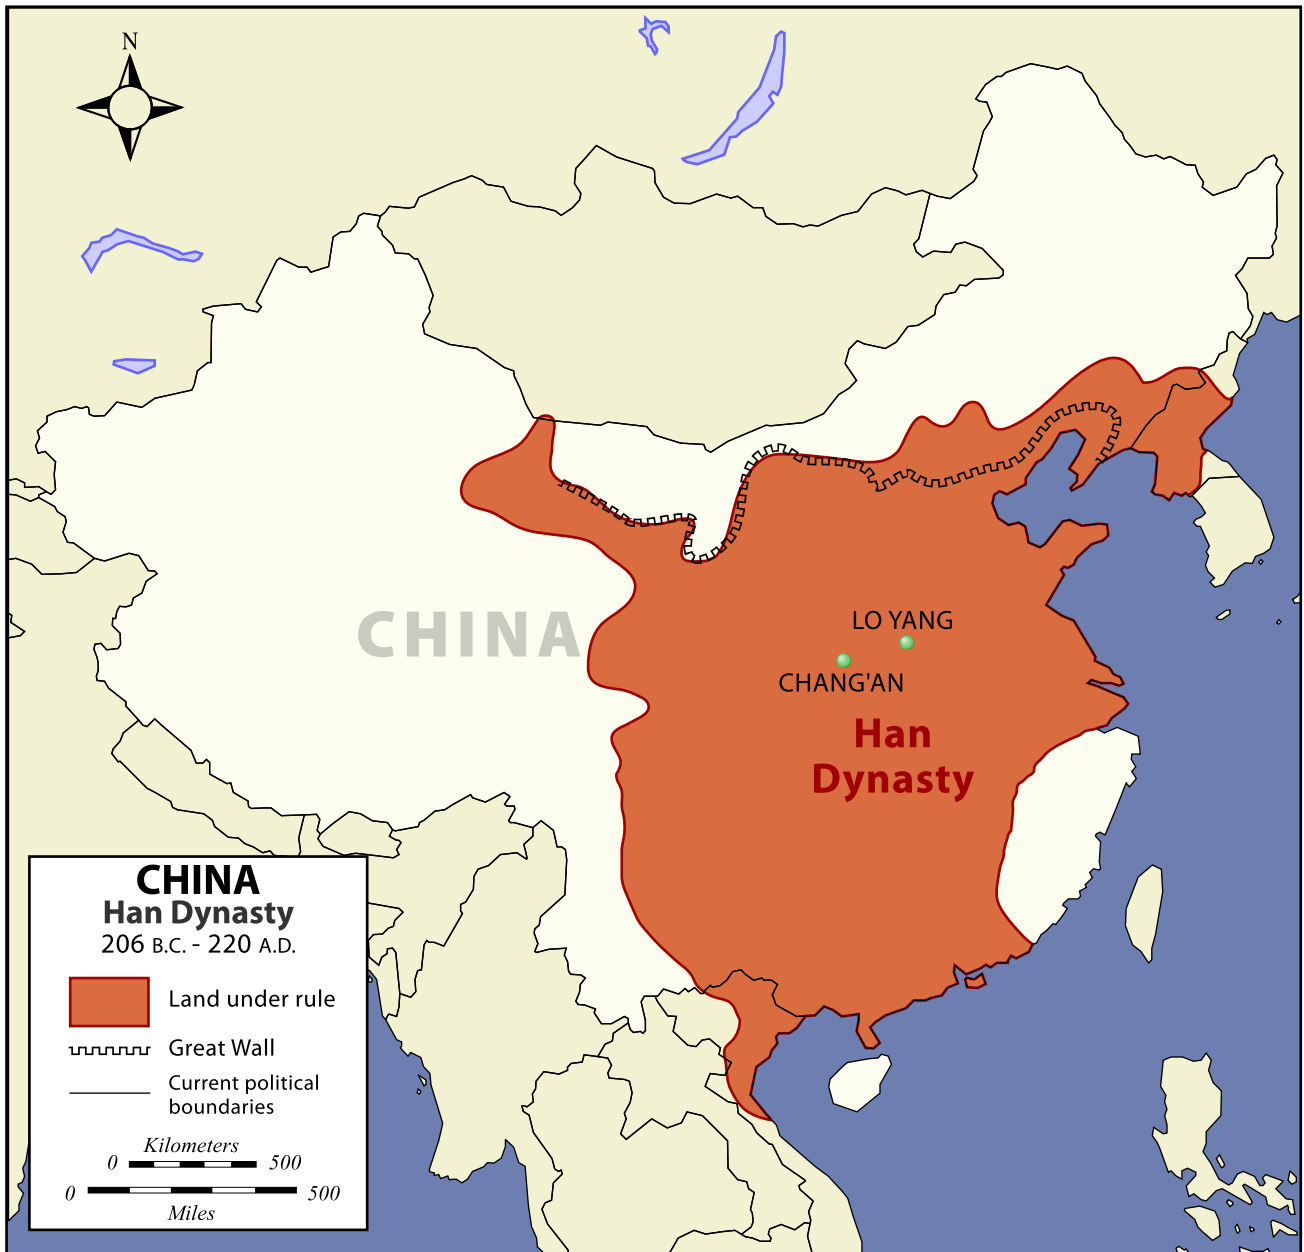 N
CHINA
LO YANG
CHANG'AN
Han
Dynasty
CHINA
Han Dynasty
206 B.C. - 220 A.D.
Land under rule
Great Wall
Current political
boundaries
Kilometers
0 500
0 500
Miles